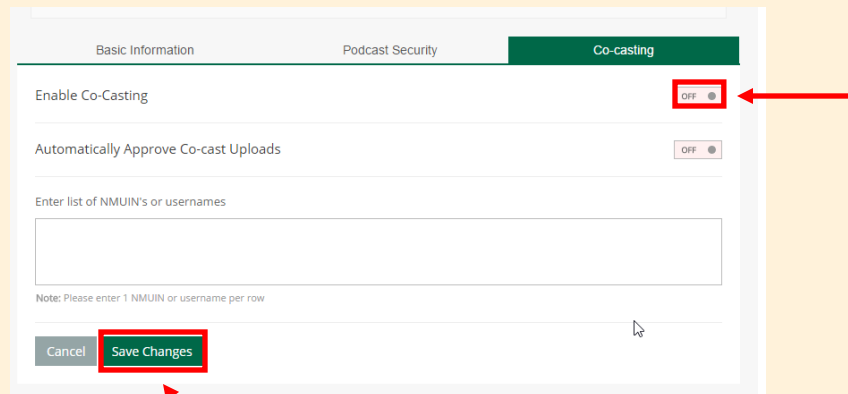 Basic Information Podcast Security Co-casting
Enable Co-Casting OFF
Automatically Approve Co-cast Uploads OFF
Enter list of NMUIN's or usernames
Note: Please enter 1 NMUIN or username per row
Cancel Save Changes